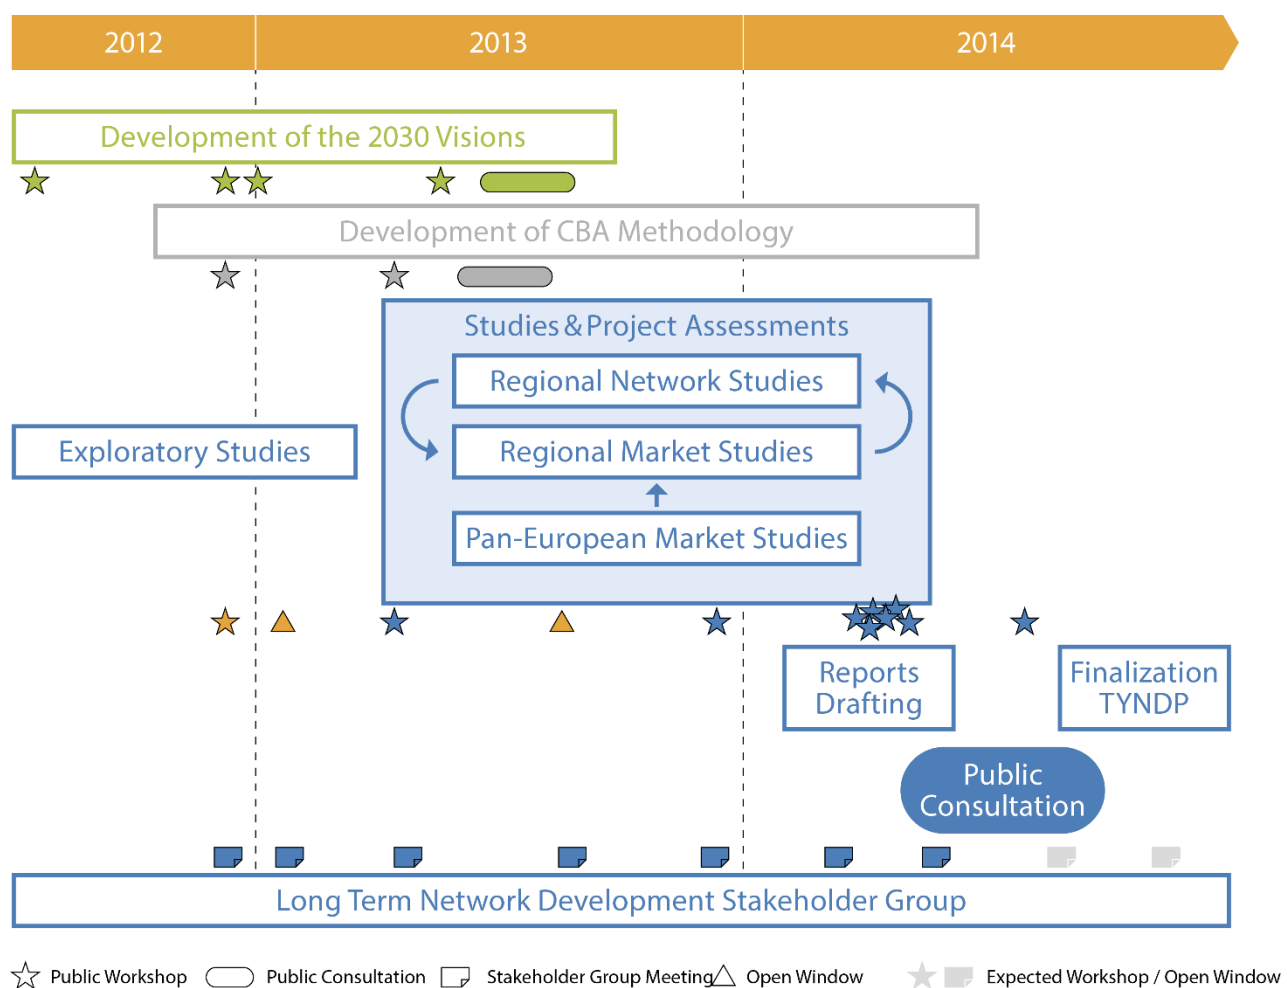 2012
2013
2014
Development of the 2030 Visions
Development of CBA Methodology
Studies & Project Assessments
Regional Network Studies
Exploratory Studies
Regional Market Studies
Pan-European Market Studies
Reports
Drafting
Finalization
TYNDP
Public
Consultation
Long Term Network Development Stakeholder Group
Public Workshop
Public Consultation
Stakeholder Group Meeting
Open Window
Expected Workshop / Open Window